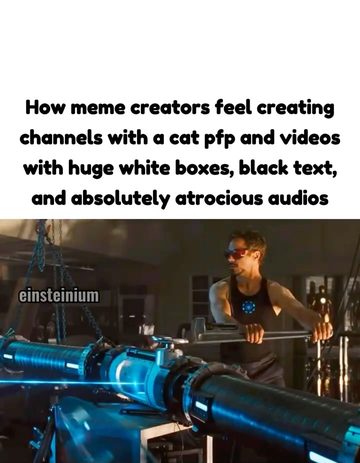 How meme creators feel creating
channels with a cat pfp and videos
with huge white boxes, black text,
and absolutely atrocious audios
einsteinium